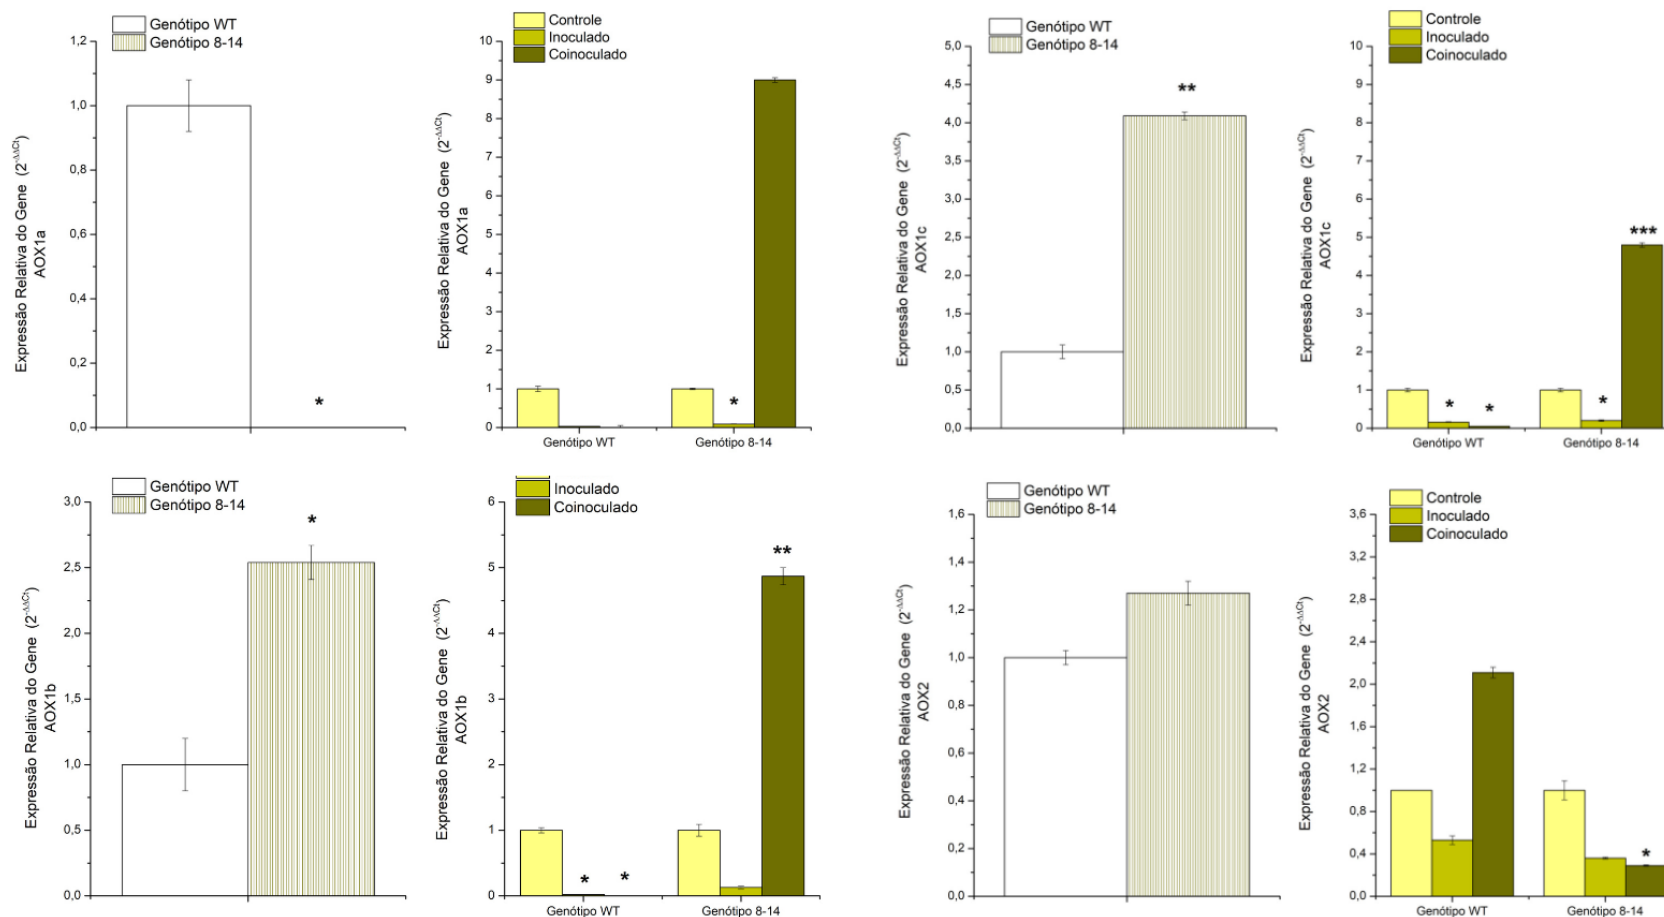 Genótipo WT
Genótipo 8-14
1,2
1,0
0,8
0,6
0,4
0,2
0,0
*
Expressão Relativa do Gene (2^-ΔΔCt)
AOX1a
Controle
Inoculado
Coinoculado
10
9
8
7
6
5
4
3
2
1
0
*
Genótipo WT
Genótipo 8-14
Expressão Relativa do Gene (2^-ΔΔCt)
AOX1a
Genótipo WT
Genótipo 8-14
5,0
4,5
4,0
3,5
3,0
2,5
2,0
1,5
1,0
0,5
0,0
**
Expressão Relativa do Gene (2^-ΔΔCt)
AOX1c
Controle
Inoculado
Coinoculado
10
9
8
7
6
5
4
3
2
1
0
* * * ***
Genótipo WT
Genótipo 8-14
Expressão Relativa do Gene (2^-ΔΔCt)
AOX1c
Genótipo WT
Genótipo 8-14
3,0
2,5
2,0
1,5
1,0
0,5
0,0
*
Expressão Relativa do Gene (2^-ΔΔCt)
AOX1b
Inoculado
Coinoculado
6
5
4
3
2
1
0
* * **
Genótipo WT
Genótipo 8-14
Expressão Relativa do Gene (2^-ΔΔCt)
AOX1b
Genótipo WT
Genótipo 8-14
1,6
1,4
1,2
1,0
0,8
0,6
0,4
0,2
0,0
Expressão Relativa do Gene (2^-ΔΔCt)
AOX2
Controle
Inoculado
Coinoculado
3,6
3,2
2,8
2,4
2,0
1,6
1,2
0,8
0,4
0,0
*
Genótipo WT
Genótipo 8-14
Expressão Relativa do Gene (2^-ΔΔCt)
AOX2